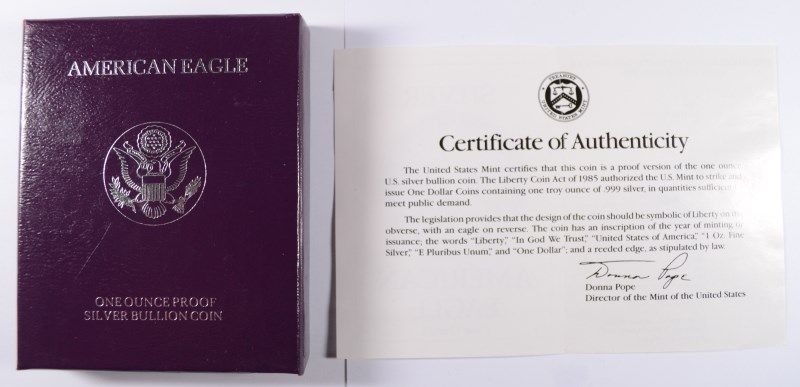 AMERICAN EAGLE
ONE OUNCE PROOF
SILVER BULLION COIN
TREASURY
UNITED STATES MINT
Certificate of Authenticity
The United States Mint certifies that this coin is a proof version of the one ounce
U.S. silver bullion coin. The Liberty Coin Act of 1985 authorized the U.S. Mint to strike and
issue One Dollar Coins containing one troy ounce of .999 silver, in quantities sufficient
meet public demand.
The legislation provides that the design of the coin should be symbolic of Liberty on the
obverse, with an eagle on reverse. The coin has an inscription of the year of minting or
issuance; the words “Liberty,” “In God We Trust,” “United States of America,” “1 Oz. Fine
Silver,” “E Pluribus Unum,” and “One Dollar”; and a reeded edge, as stipulated by law.
Donna Pope
Donna Pope
Director of the Mint of the United States